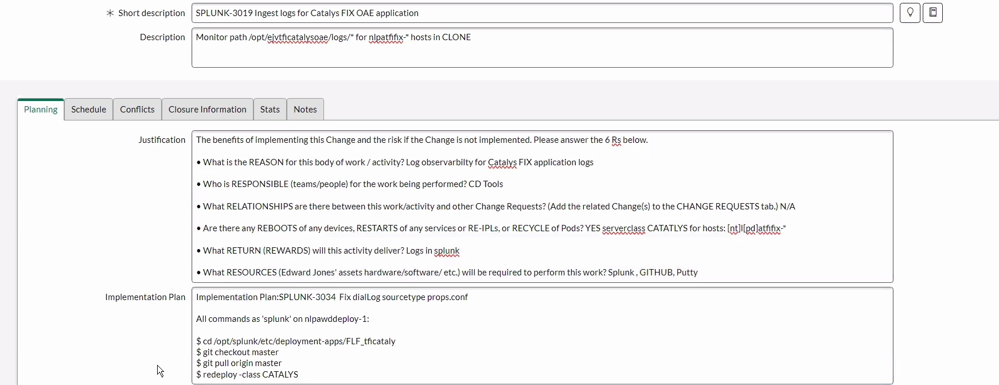 ✳ Short description SPLUNK-3019 Ingest logs for Catalys FIX OAE application
Description Monitor path /opt/ejvtficatalysoae/logs/* for nlpatfifix-* hosts in CLONE
Planning Schedule Conflicts Closure Information Stats Notes
Justification The benefits of implementing this Change and the risk if the Change is not implemented. Please answer the 6 Rs below.
• What is the REASON for this body of work / activity? Log observarbilty for Catalys FIX application logs
• Who is RESPONSIBLE (teams/people) for the work being performed? CD Tools
• What RELATIONSHIPS are there between this work/activity and other Change Requests? (Add the related Change(s) to the CHANGE REQUESTS tab.) N/A
• Are there any REBOOTS of any devices, RESTARTS of any services or RE-IPLs, or RECYCLE of Pods? YES serverclass CATATLYS for hosts: [nt]l[pd]atfifix-*
• What RETURN (REWARDS) will this activity deliver? Logs in splunk
• What RESOURCES (Edward Jones' assets hardware/software/ etc.) will be required to perform this work? Splunk , GITHUB, Putty
Implementation Plan Implementation Plan:SPLUNK-3034 Fix dialLog sourcetype props.conf
All commands as 'splunk' on nlpawddeploy-1:
$ cd /opt/splunk/etc/deployment-apps/FLF_tficataly
$ git checkout master
$ git pull origin master
$ redeploy -class CATALYS